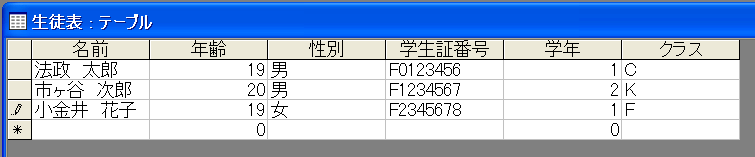 生徒表 : テーブル
名前 年齢 性別 学生証番号 学年 クラス
法政 太郎 19 男 F0123456 1 C
市ヶ谷 次郎 20 男 F1234567 2 K
小金井 花子 19 女 F2345678 1 F
* 0 0